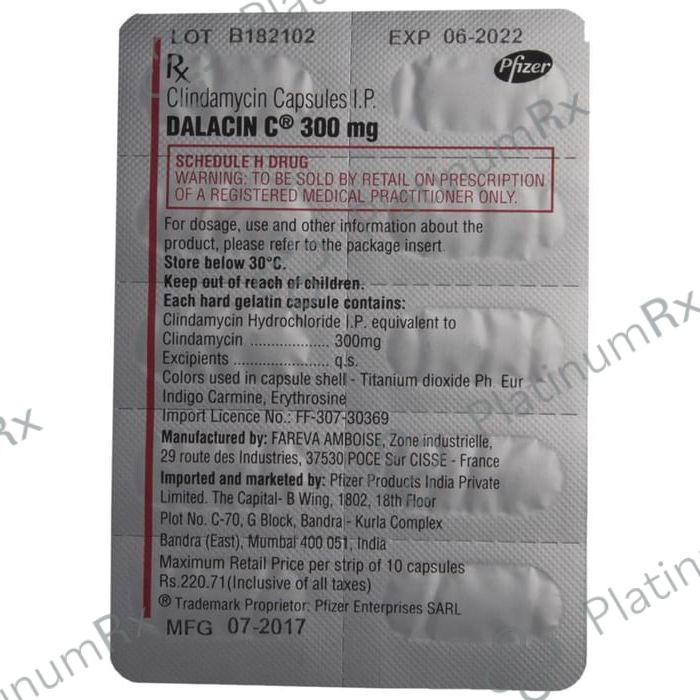 LOT B182102 EXP 06-2022
Rx Pfizer
Clindamycin Capsules I.P.
DALACIN C® 300 mg
SCHEDULE H DRUG
WARNING: TO BE SOLD BY RETAIL ON PRESCRIPTION
OF A REGISTERED MEDICAL PRACTITIONER ONLY.
For dosage, use and other information about the
product, please refer to the package insert.
Store below 30°C.
Keep out of reach of children.
Each hard gelatin capsule contains:
Clindamycin Hydrochloride I.P. equivalent to
Clindamycin .................. 300mg
Excipients ..................... q.s.
Colors used in capsule shell - Titanium dioxide Ph. Eur
Indigo Carmine, Erythrosine
Import Licence No.: FF-307-30369
Manufactured by: FAREVA AMBOISE, Zone industrielle,
29 route des Industries, 37530 POCE Sur CISSE - France
Imported and marketed by: Pfizer Products India Private
Limited. The Capital- B Wing, 1802, 18th Floor
Plot No. C-70, G Block, Bandra - Kurla Complex
Bandra (East), Mumbai 400 051, India
Maximum Retail Price per strip of 10 capsules
Rs.220.71(Inclusive of all taxes)
® Trademark Proprietor: Pfizer Enterprises SARL
MFG 07-2017
PlatinumRx
PlatinumRx